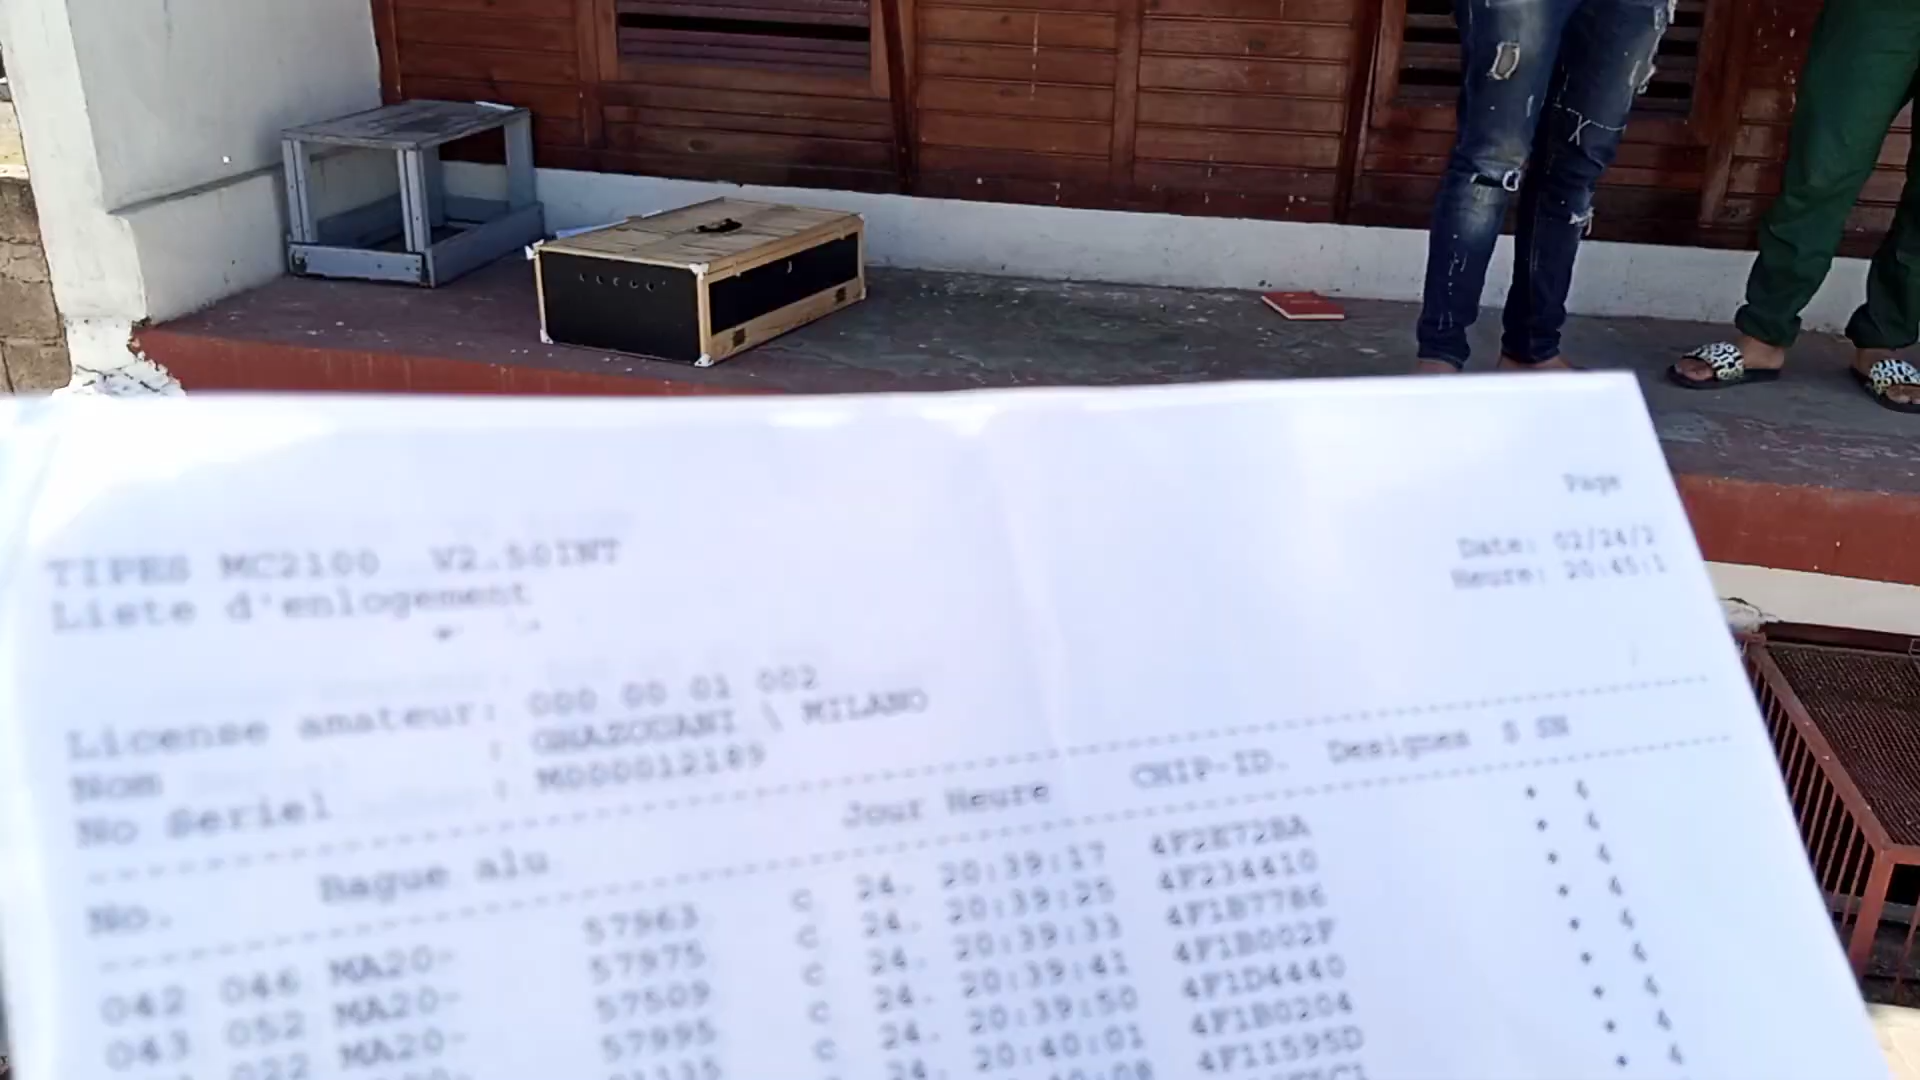 Page
TIPES MC2100 V2.50INT
Date: 02/24/2
Liste d'enlogement
Heure: 20:45:1
License amateur: 000 00 01 002
Nom : GHAZOUANI \ MILANO
No Seriel : M000012189
No. Bague alu Jour Heure CHIP-ID. Designes $ SN
042 046 MA20- 57963 c 24. 20:39:17 4F2E72BA * 4
043 052 MA20- 57975 c 24. 20:39:25 4F234410 * 4
022 MA20- 57509 c 24. 20:39:33 4F1B7786 * 4
MA20- 57995 c 24. 20:39:41 4F1B002F * 4
24. 20:39:50 4F1D4440 * 4
24. 20:40:01 4F1B0204 * 4
4F11595D * 4